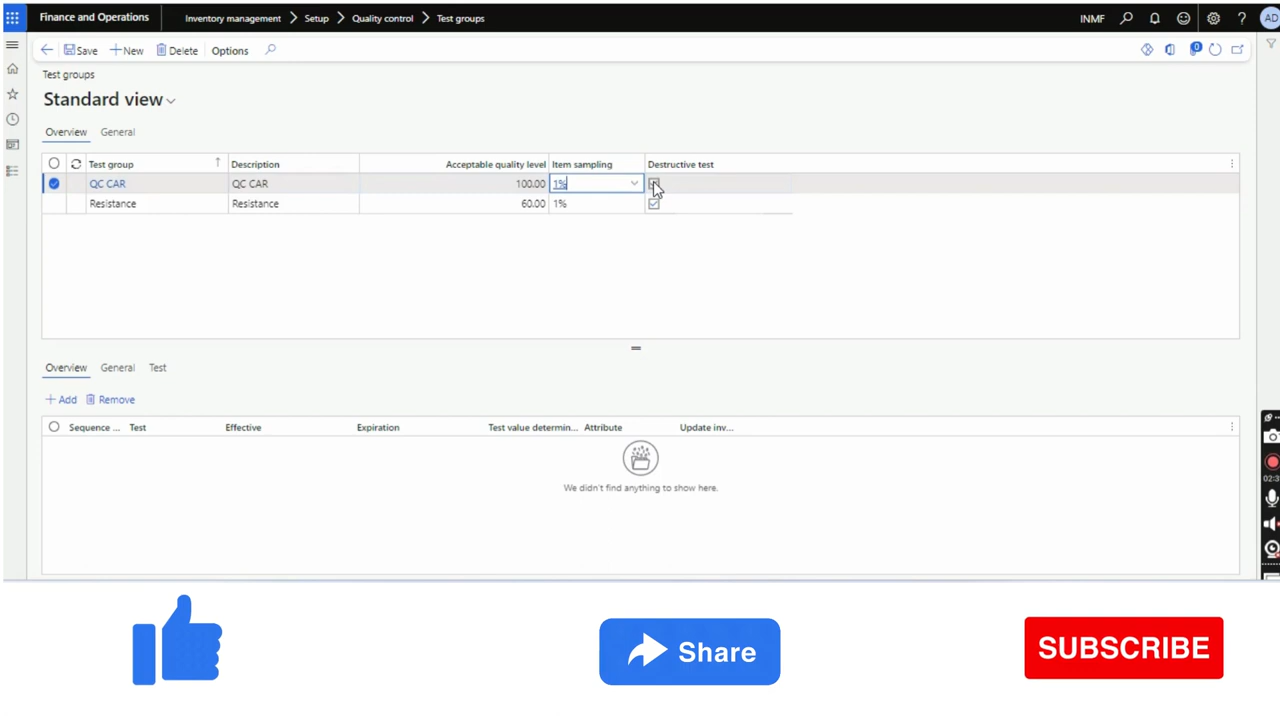 Finance and Operations
Inventory management > Setup > Quality control > Test groups
INMF
?
AD
Save
New
Delete
Options
0
Test groups
Standard view
Overview
General
Test group
Description
Acceptable quality level
Item sampling
Destructive test
QC CAR
QC CAR
100.00
1%
Resistance
Resistance
60.00
1%
Overview
General
Test
Add
Remove
Sequence ...
Test
Effective
Expiration
Test value determin...
Attribute
Update inv...
We didn't find anything to show here.
Share
SUBSCRIBE